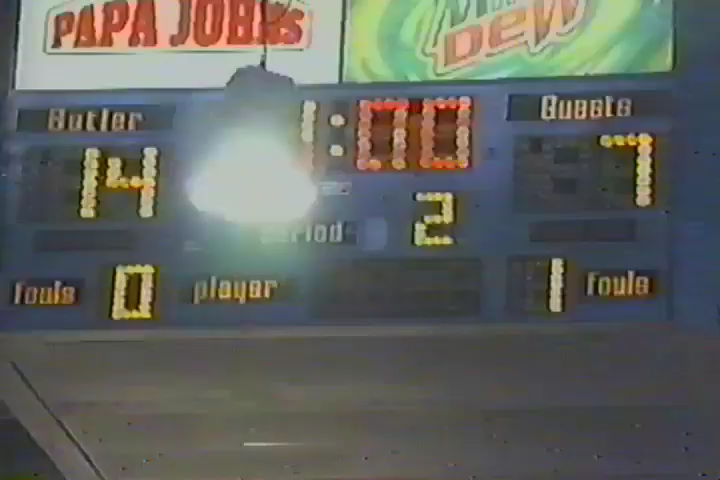 PAPA JOHNS
Dew
Butler
1:00
Guests
14
7
Period
2
fouls 0
player
1 fouls